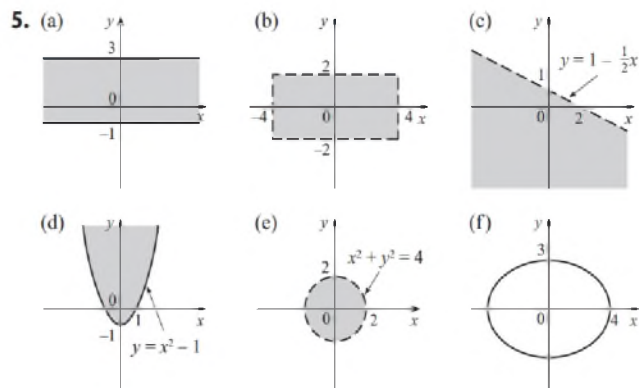 5. (a) (b) (c)
y
3
0
x
-1
y
2
-4 0 4 x
-2
y
y = 1 - ½x
1
0 2 x
(d) (e) (f)
y
0
1 x
-1
y = x² - 1
y
x² + y² = 4
2
0 2 x
y
3
0 4 x